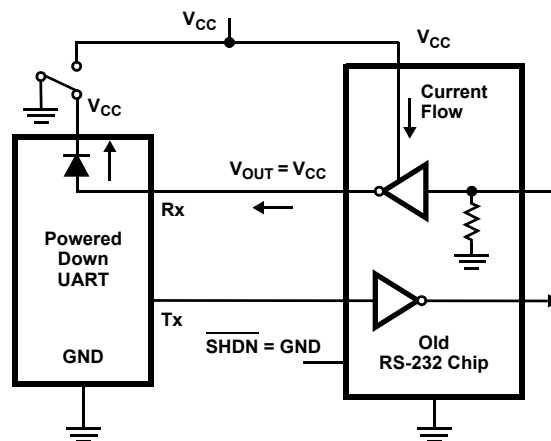 VCC
VCC
Current
Flow
VCC
VOUT = VCC
Rx
Powered
Down
UART
Tx
SHDN = GND
Old
RS-232 Chip
GND